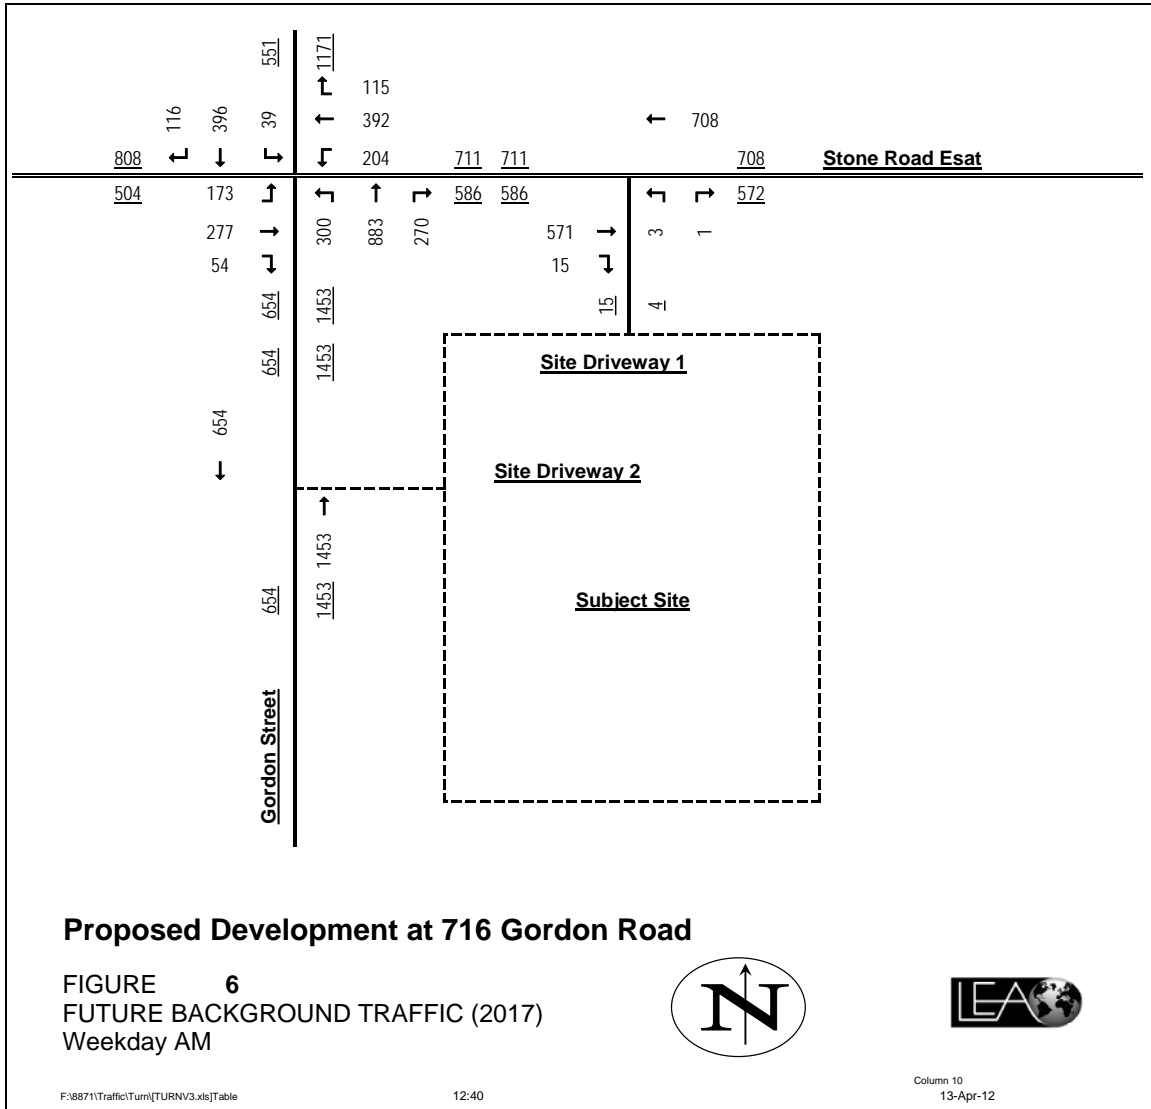 551 1171
115
116 396 39 392 708
808 204 711 711 708 Stone Road Esat
504 173 586 586 572
277 300 883 270 571 3 1
54 15
654 1453 15 4
654 1453 Site Driveway 1
654
Site Driveway 2
1453
654 1453 Subject Site
Gordon Street
Proposed Development at 716 Gordon Road
FIGURE 6
FUTURE BACKGROUND TRAFFIC (2017)
Weekday AM
N
LEA
Column 10
F:\8871\Traffic\Turn\[TURNV3.xls]Table 12:40 13-Apr-12